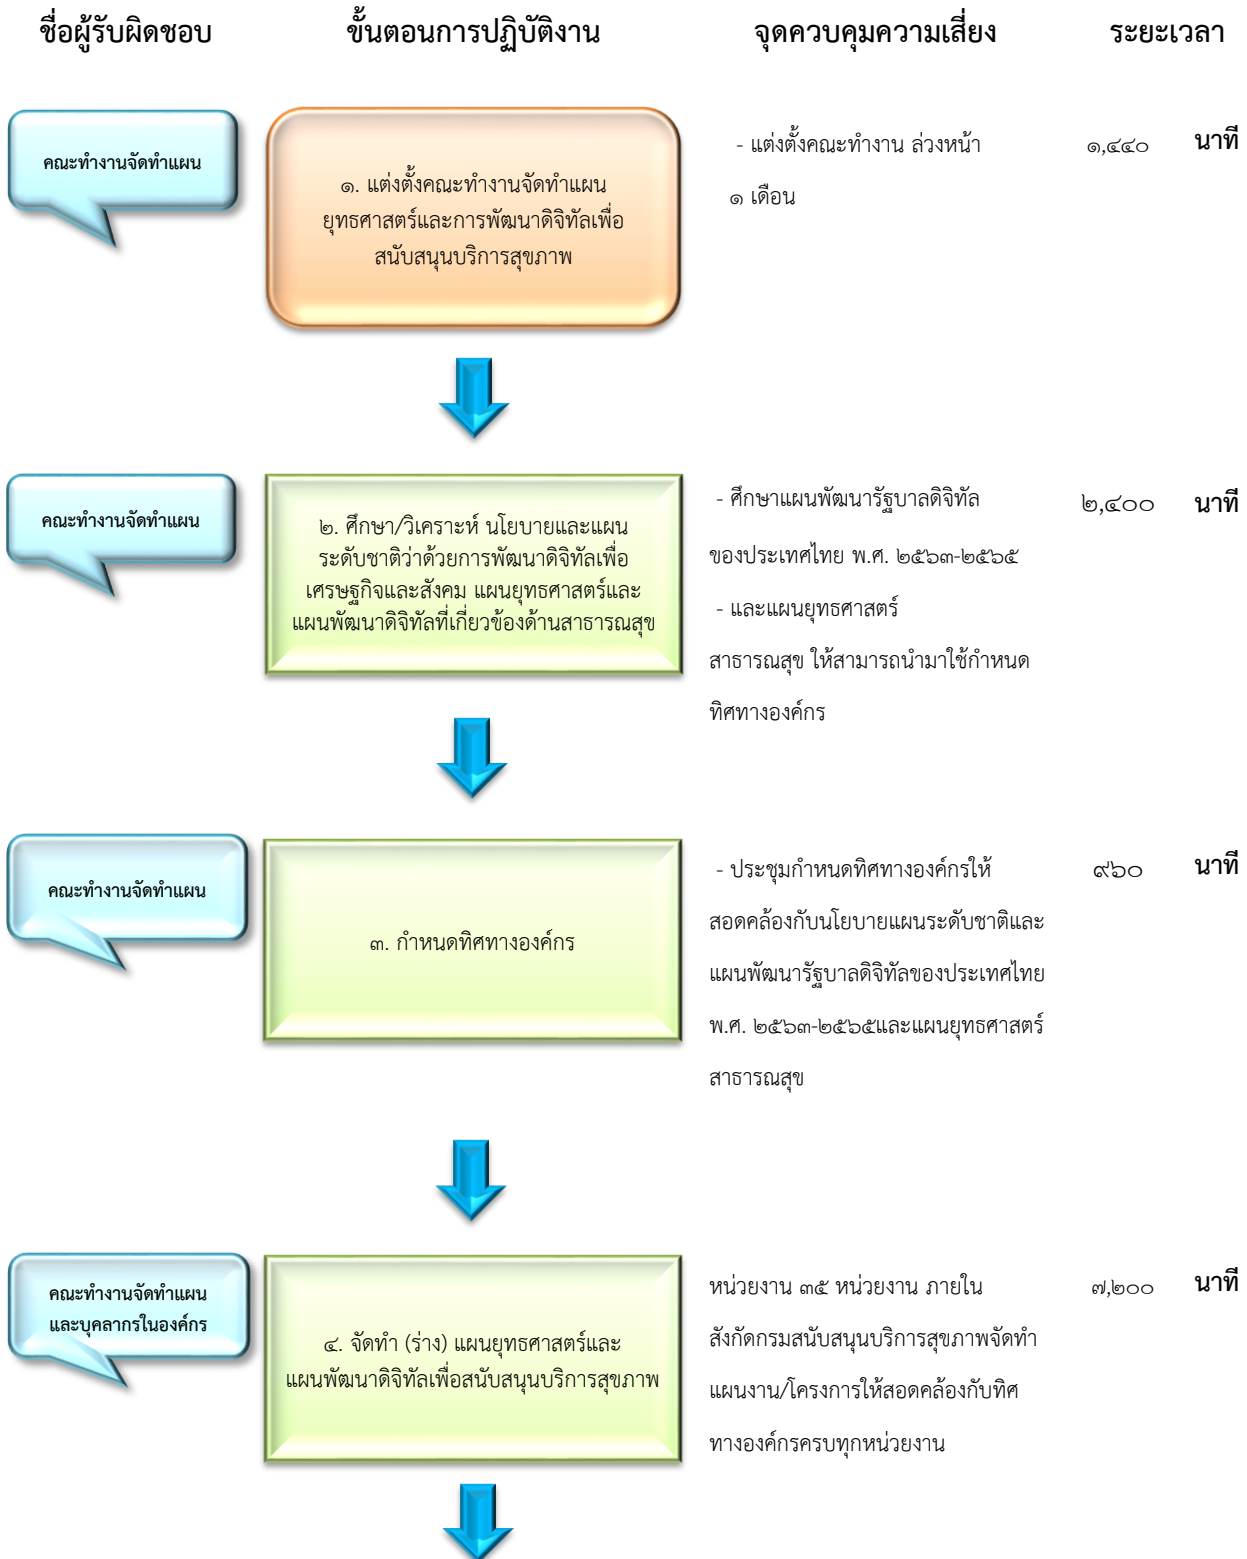 ชื่อผู้รับผิดชอบ
ขั้นตอนการปฏิบัติงาน
จุดควบคุมความเสี่ยง
ระยะเวลา
คณะทำงานจัดทำแผน
๑. แต่งตั้งคณะทำงานจัดทำแผน
ยุทธศาสตร์และการพัฒนาดิจิทัลเพื่อ
สนับสนุนบริการสุขภาพ
- แต่งตั้งคณะทำงาน ล่วงหน้า
๑ เดือน
๑,๔๔๐ นาที
คณะทำงานจัดทำแผน
๒. ศึกษา/วิเคราะห์ นโยบายและแผน
ระดับชาติว่าด้วยการพัฒนาดิจิทัลเพื่อ
เศรษฐกิจและสังคม แผนยุทธศาสตร์และ
แผนพัฒนาดิจิทัลที่เกี่ยวข้องด้านสาธารณสุข
- ศึกษาแผนพัฒนารัฐบาลดิจิทัล
ของประเทศไทย พ.ศ. ๒๕๖๓-๒๕๖๕
- และแผนยุทธศาสตร์
สาธารณสุข ให้สามารถนำมาใช้กำหนด
ทิศทางองค์กร
๒,๔๐๐ นาที
คณะทำงานจัดทำแผน
๓. กำหนดทิศทางองค์กร
- ประชุมกำหนดทิศทางองค์กรให้
สอดคล้องกับนโยบายแผนระดับชาติและ
แผนพัฒนารัฐบาลดิจิทัลของประเทศไทย
พ.ศ. ๒๕๖๓-๒๕๖๕และแผนยุทธศาสตร์
สาธารณสุข
๙๖๐ นาที
คณะทำงานจัดทำแผน
และบุคลากรในองค์กร
๔. จัดทำ (ร่าง) แผนยุทธศาสตร์และ
แผนพัฒนาดิจิทัลเพื่อสนับสนุนบริการสุขภาพ
หน่วยงาน ๓๕ หน่วยงาน ภายใน
สังกัดกรมสนับสนุนบริการสุขภาพจัดทำ
แผนงาน/โครงการให้สอดคล้องกับทิศ
ทางองค์กรครบทุกหน่วยงาน
๗,๒๐๐ นาที